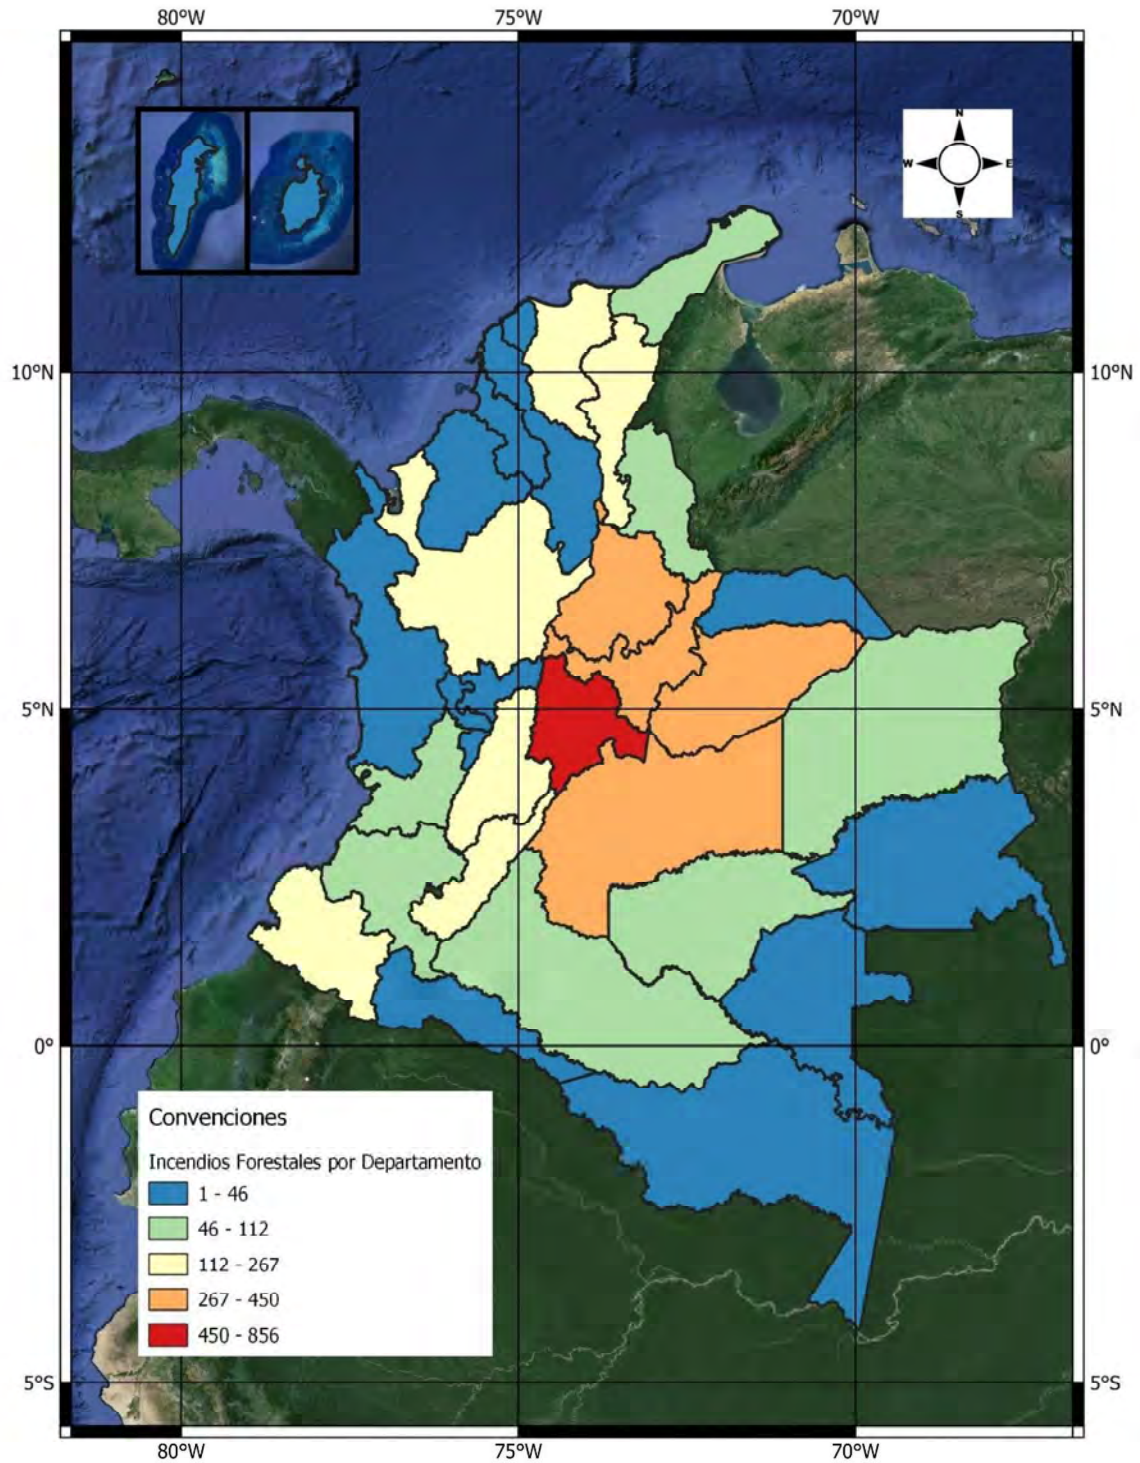 80°W 75°W 70°W
N
W E
S
10°N 10°N
5°N 5°N
0° 0°
Convenciones
Incendios Forestales por Departamento
1 - 46
46 - 112
112 - 267
267 - 450
450 - 856
5°S 5°S
80°W 75°W 70°W